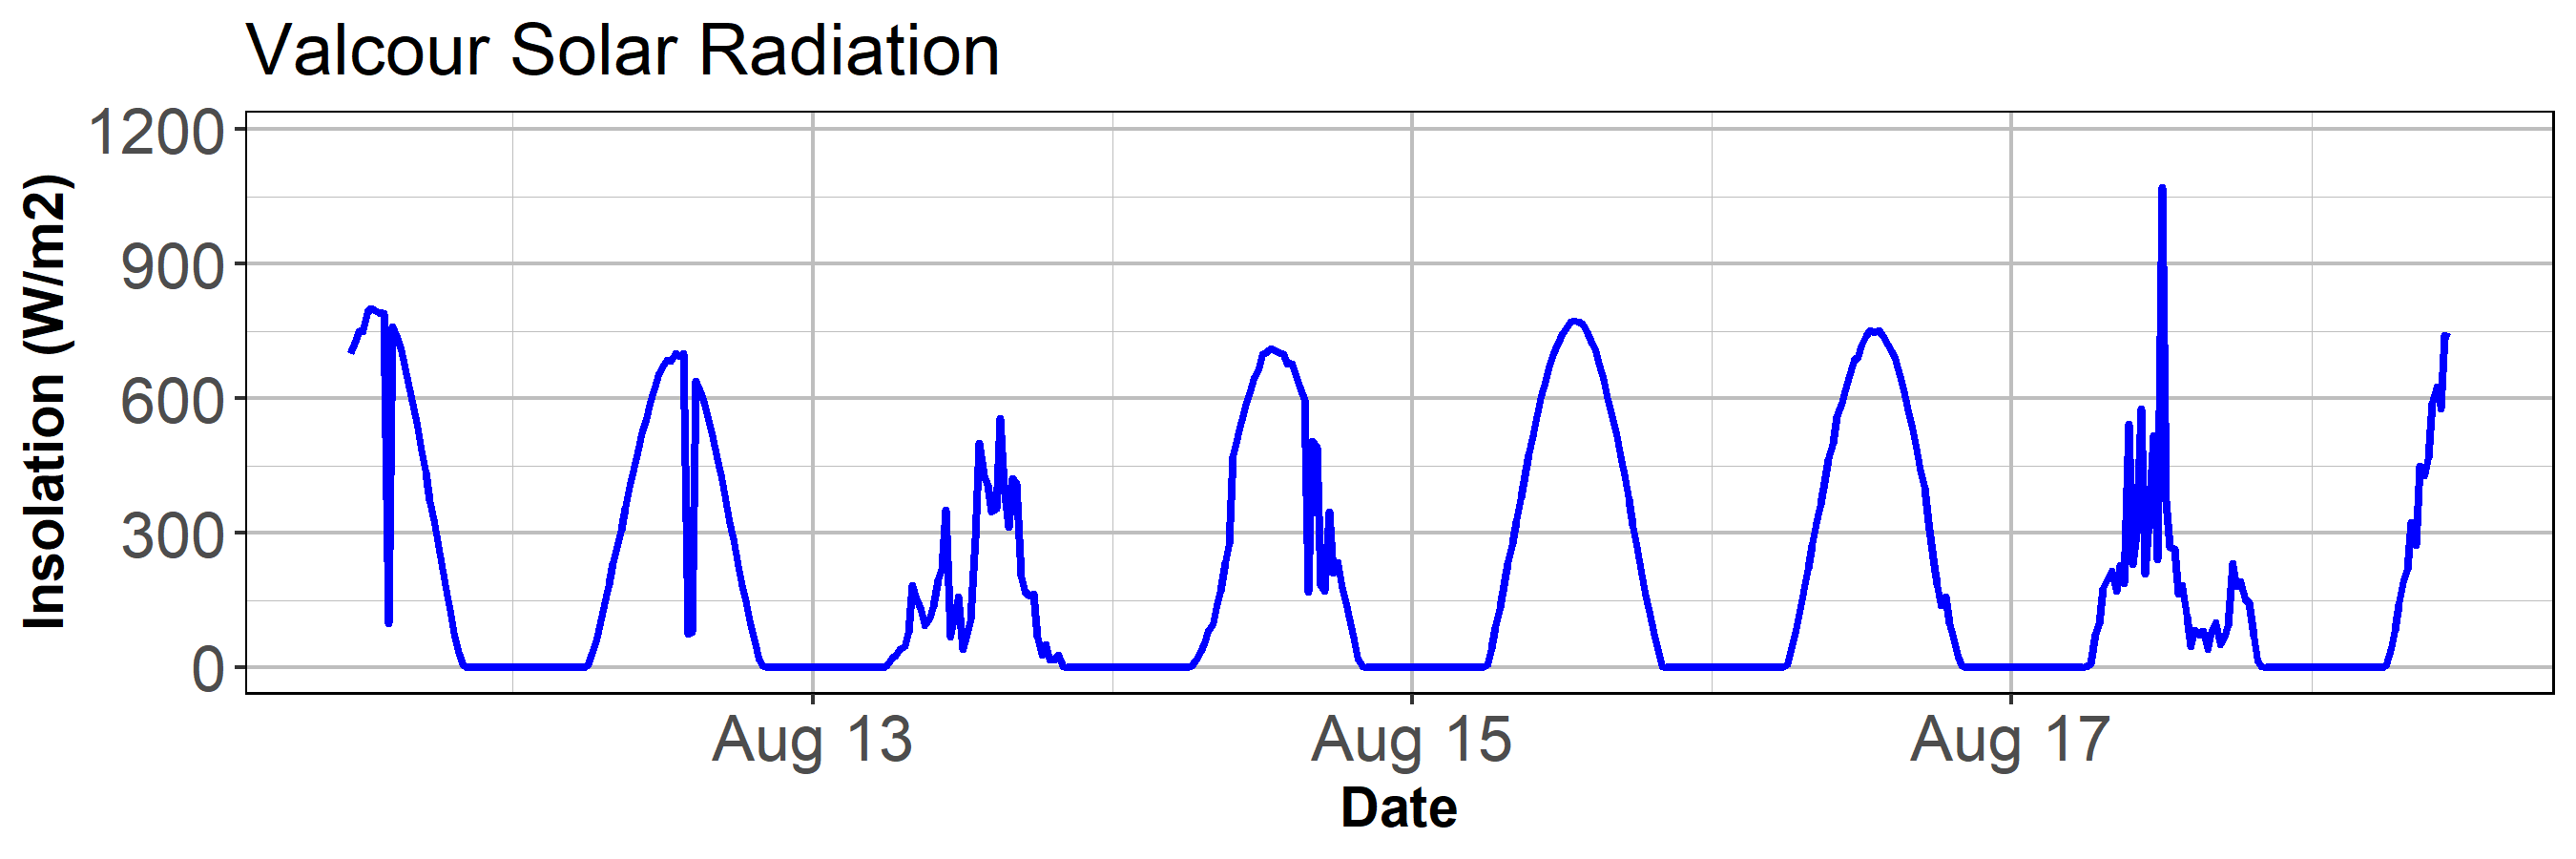 Valcour Solar Radiation
1200
900
600
300
0
Insolation (W/m2)
Aug 13 Aug 15 Aug 17
Date